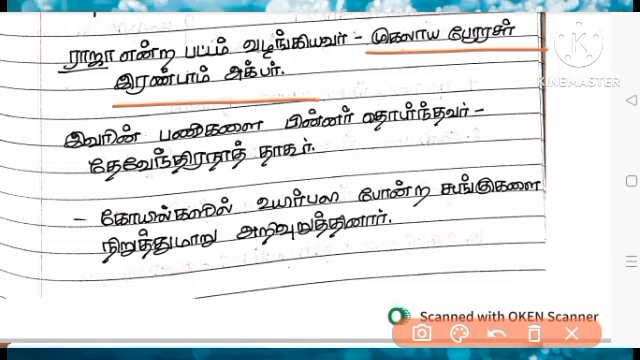 ராஜா என்ற பட்டம் வழங்கியவர் - முகலாய பேரரசர்
இரண்டாம் அக்பர்.
இவரின் பணிகளை பின்னர் தொடர்ந்தவர் -
தேவேந்திரநாத் தாகூர்.
- கோயில்களில் உயிர்பலி போன்ற சடங்குகளை
நிறுத்துமாறு அறிவுறுத்தினார்.
KINEMASTER
Scanned with OKEN Scanner